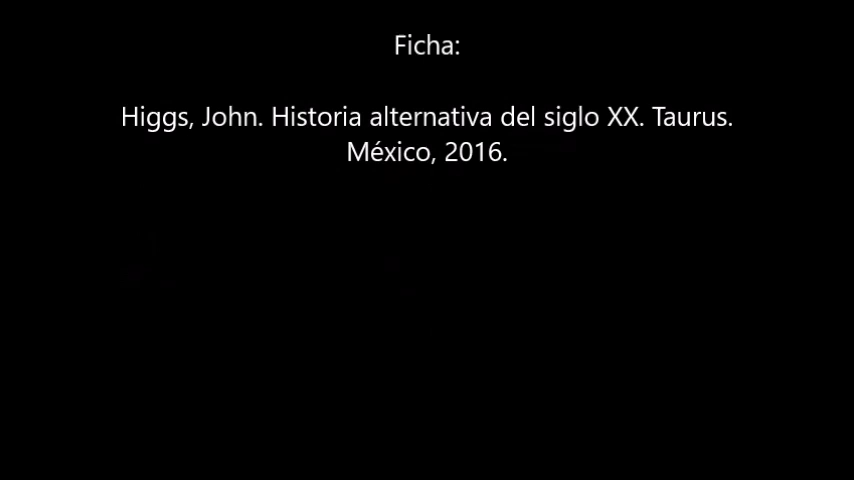 Ficha:
Higgs, John. Historia alternativa del siglo XX. Taurus.
México, 2016.